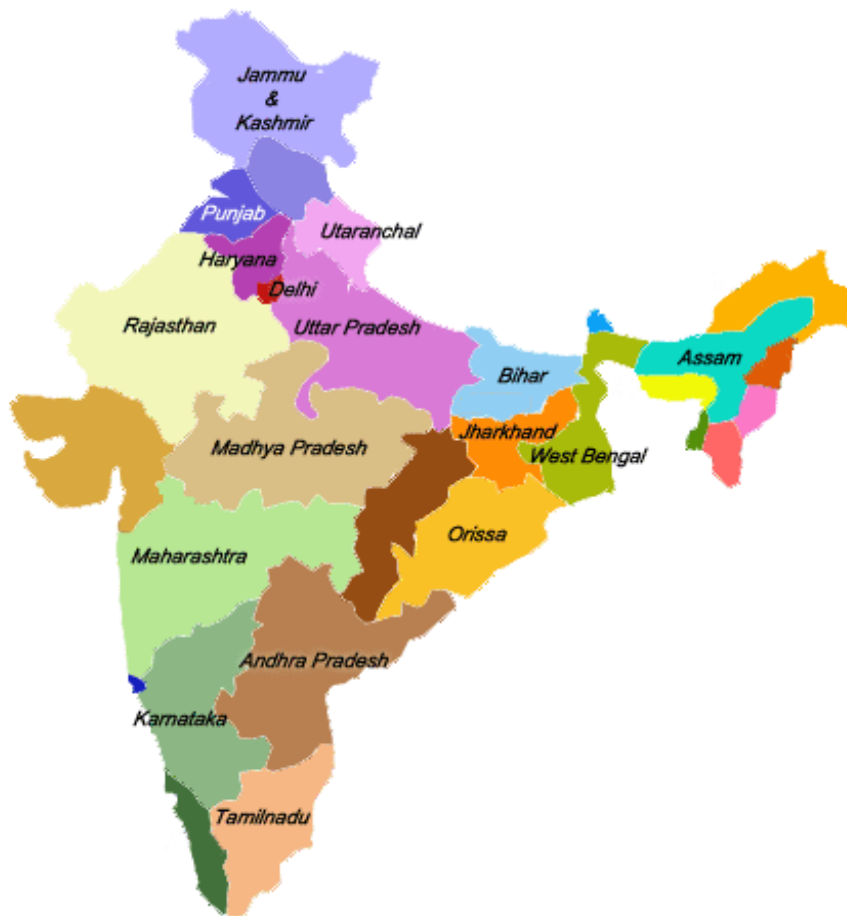 Jammu
&
Kashmir
Punjab
Utaranchal
Haryana
Delhi
Rajasthan
Uttar Pradesh
Assam
Bihar
Jharkhand
Madhya Pradesh
West Bengal
Orissa
Maharashtra
Andhra Pradesh
Karnataka
Tamilnadu